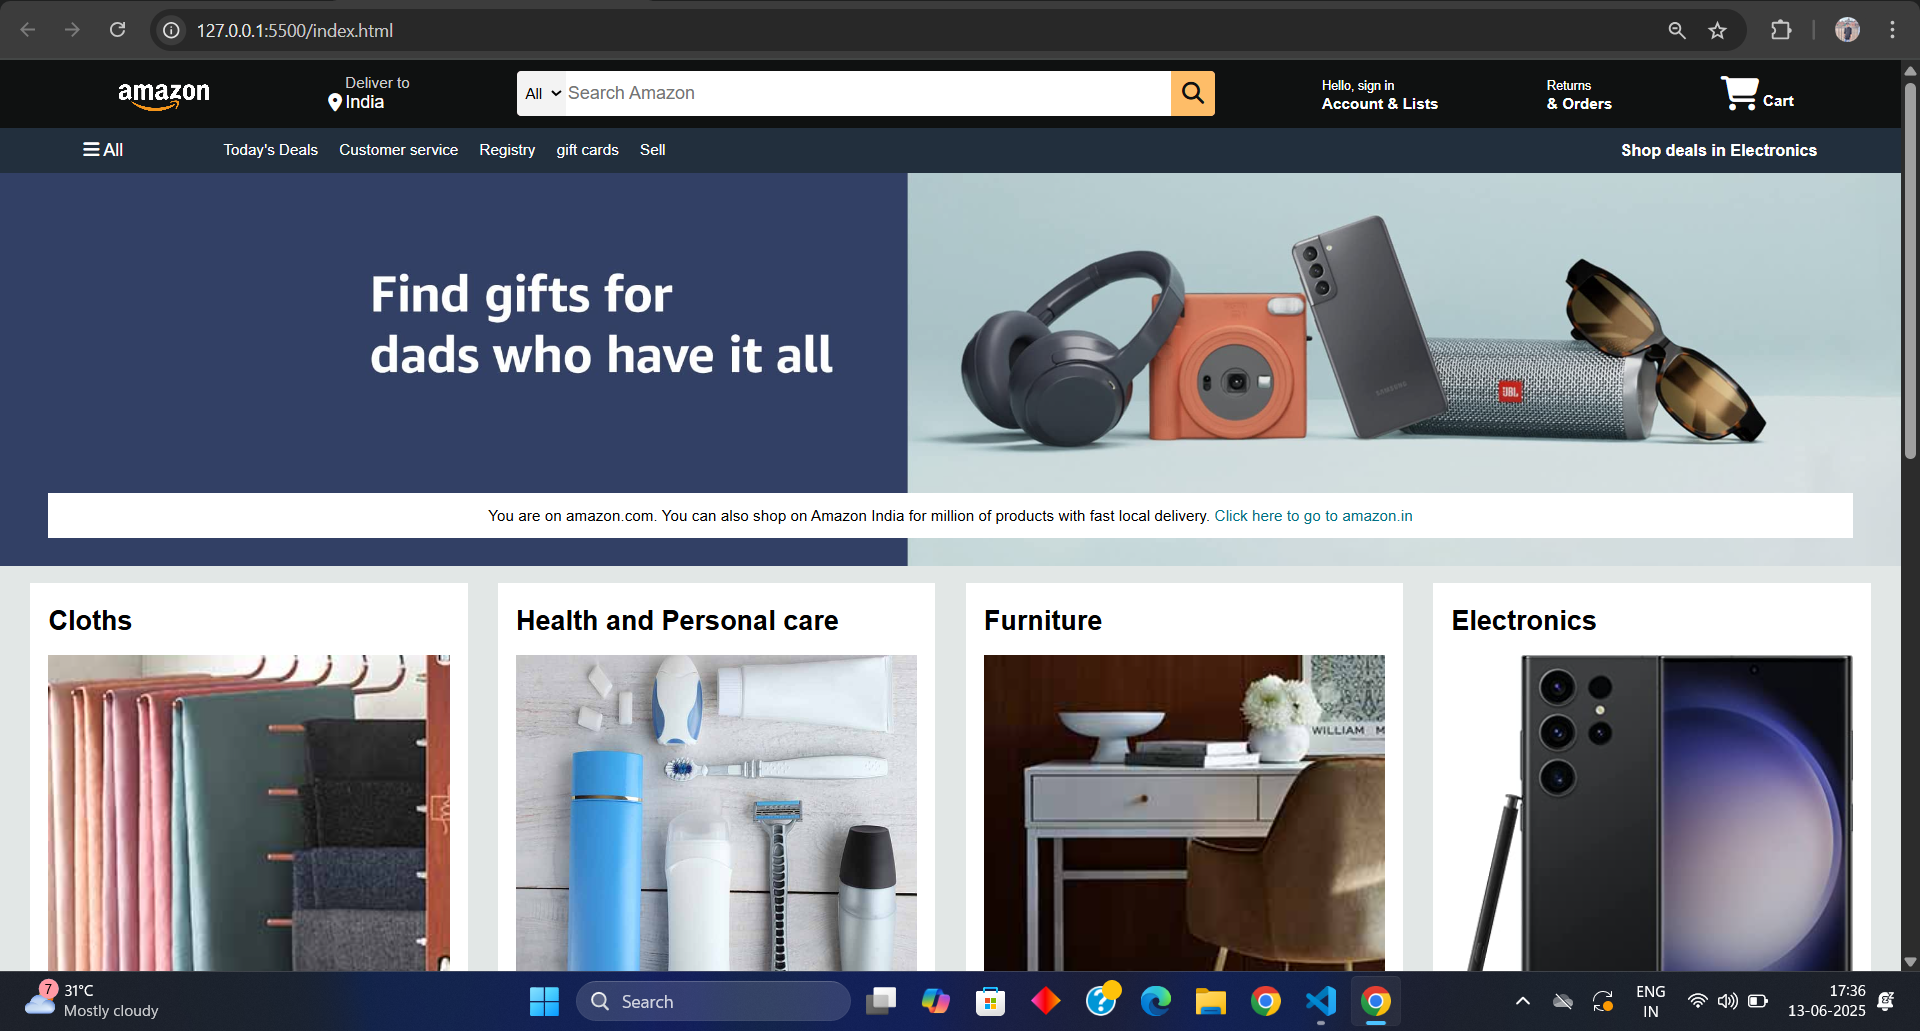 127.0.0.1:5500/index.html
amazon
Deliver to
India
All
Search Amazon
Hello, sign in
Account & Lists
Returns
& Orders
Cart
All
Today's Deals
Customer service
Registry
gift cards
Sell
Shop deals in Electronics
Find gifts for
dads who have it all
SAMSUNG
JBL
You are on amazon.com. You can also shop on Amazon India for million of products with fast local delivery. Click here to go to amazon.in
Cloths
Health and Personal care
Furniture
Electronics
WILLIAM M
7
31°C
Mostly cloudy
Search
ENG
IN
17:36
13-06-2025